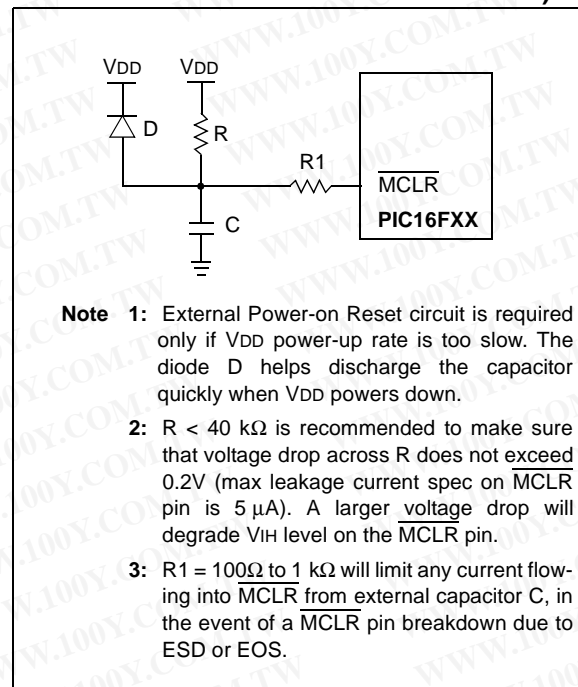 VDD VDD
D
R
R1
MCLR
PIC16FXX
C
Note 1: External Power-on Reset circuit is required
only if VDD power-up rate is too slow. The
diode D helps discharge the capacitor
quickly when VDD powers down.
2: R < 40 kΩ is recommended to make sure
that voltage drop across R does not exceed
0.2V (max leakage current spec on MCLR
pin is 5 μA). A larger voltage drop will
degrade VIH level on the MCLR pin.
3: R1 = 100Ω to 1 kΩ will limit any current flow-
ing into MCLR from external capacitor C, in
the event of a MCLR pin breakdown due to
ESD or EOS.
WWW.100Y.COM.TW